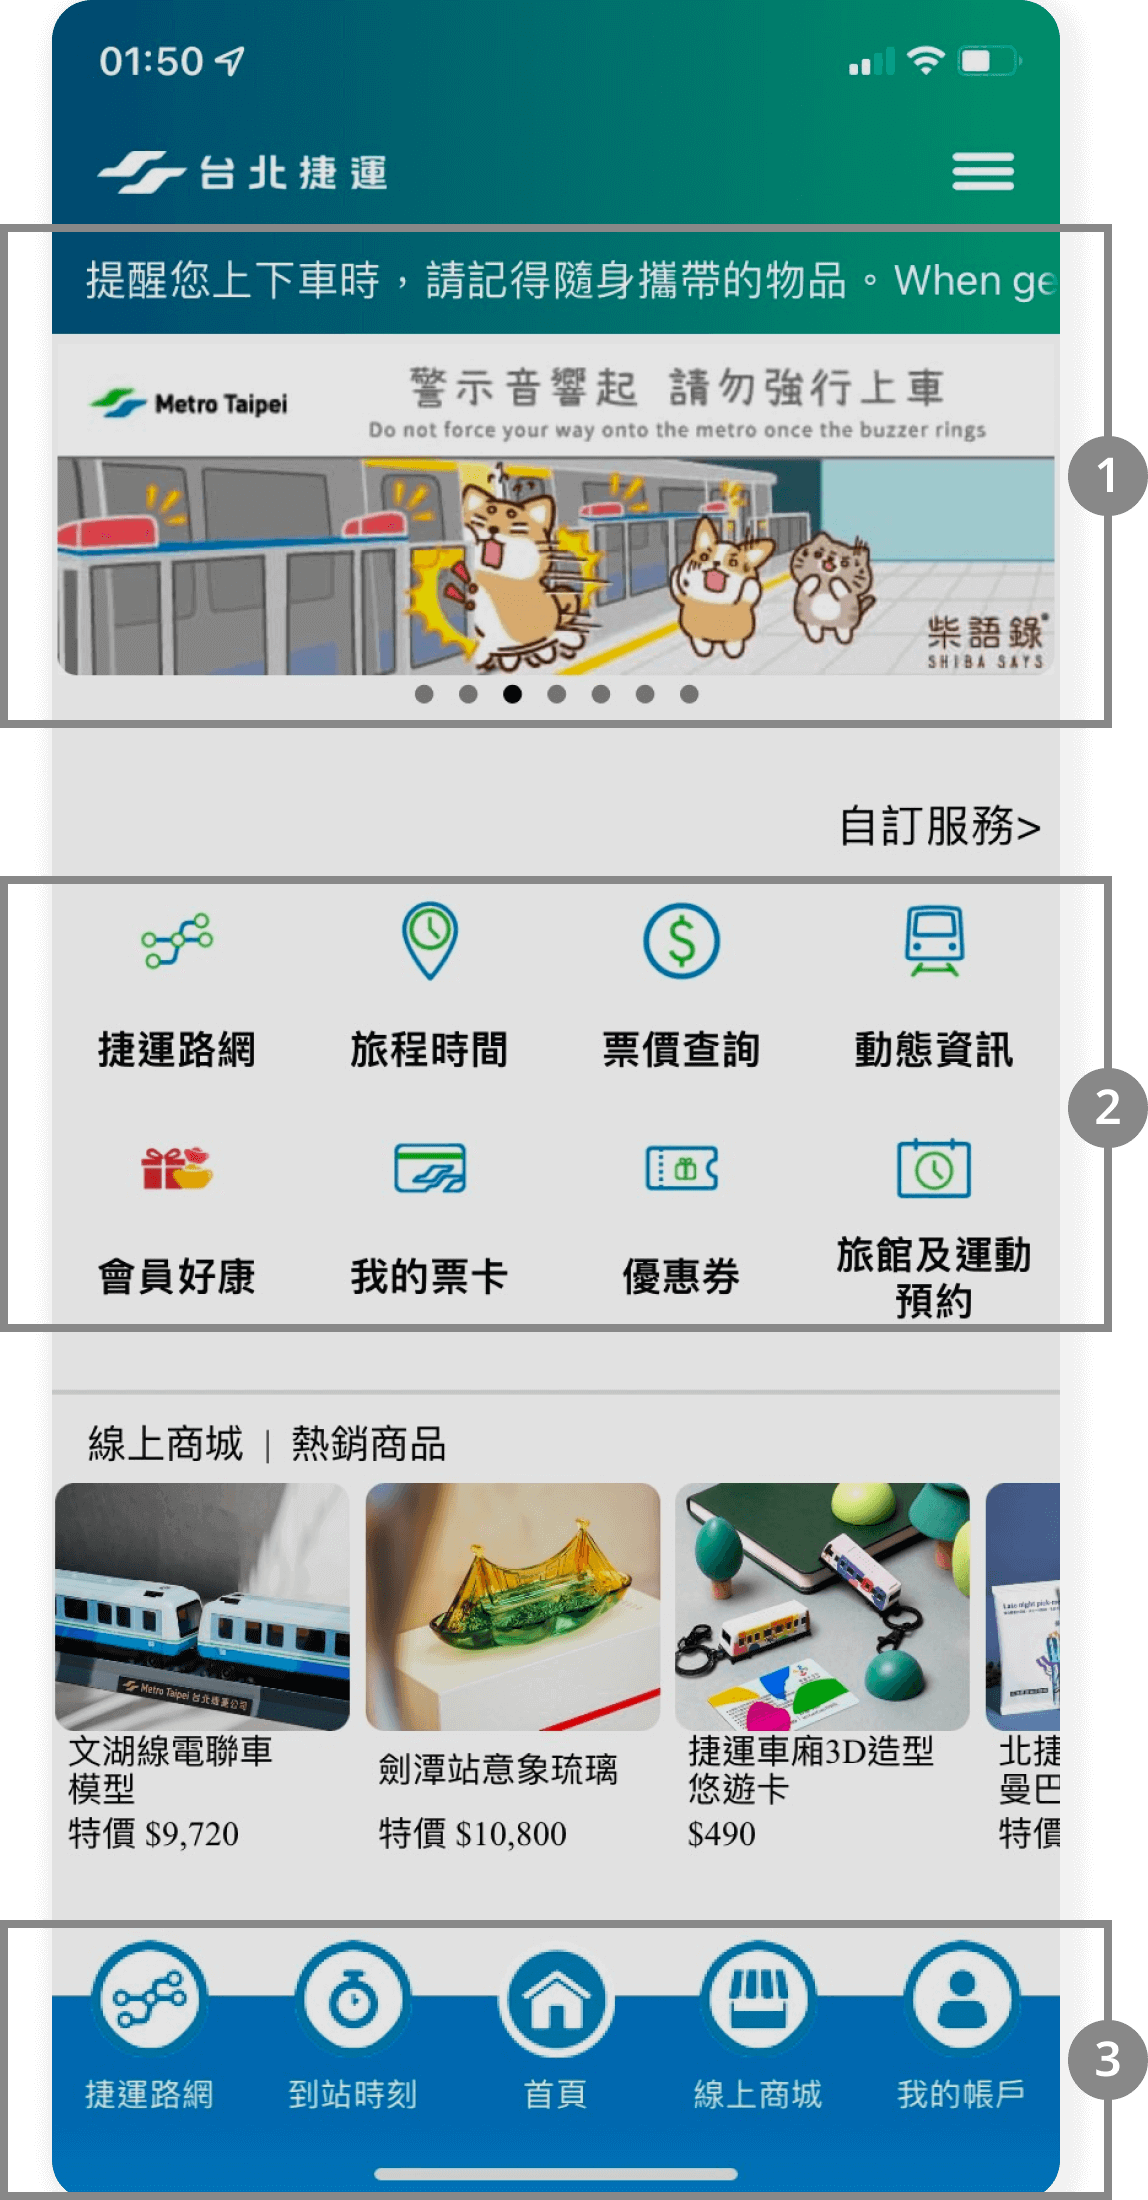 01:50
台北捷運
提醒您上下車時，請記得隨身攜帶的物品。When ge
Metro Taipei
警示音響起 請勿強行上車
Do not force your way onto the metro once the buzzer rings
柴語錄
SHIBA SAYS
1
自訂服務>
捷運路網 旅程時間 票價查詢 動態資訊
2
會員好康 我的票卡 優惠券 旅館及運動
預約
線上商城 | 熱銷商品
Metro Taipei 台北捷運公司
Late night pick-me
文湖線電聯車
模型
特價 $9,720
劍潭站意象琉璃
特價 $10,800
捷運車廂3D造型
悠遊卡
$490
北捷
曼巴
特價
捷運路網 到站時刻 首頁 線上商城 我的帳戶
3